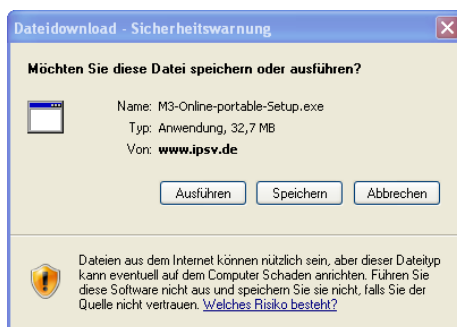 Dateidownload - Sicherheitswarnung
Möchten Sie diese Datei speichern oder ausführen?
Name: M3-Online-portable-Setup.exe
Typ: Anwendung, 32,7 MB
Von: www.ipsv.de
Ausführen Speichern Abbrechen
Dateien aus dem Internet können nützlich sein, aber dieser Dateityp
kann eventuell auf dem Computer Schaden anrichten. Führen Sie
diese Software nicht aus und speichern Sie sie nicht, falls Sie der
Quelle nicht vertrauen. Welches Risiko besteht?